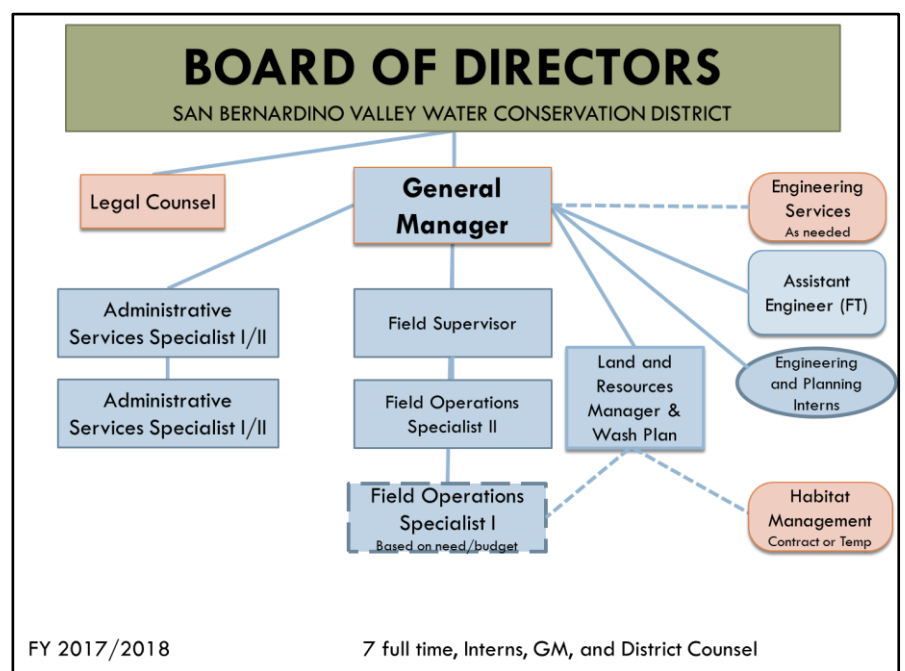 BOARD OF DIRECTORS
SAN BERNARDINO VALLEY WATER CONSERVATION DISTRICT
Legal Counsel
General
Manager
Engineering
Services
As needed
Administrative
Services Specialist I/II
Field Supervisor
Assistant
Engineer (FT)
Land and
Resources
Manager &
Wash Plan
Engineering
and Planning
Interns
Administrative
Services Specialist I/II
Field Operations
Specialist II
Field Operations
Specialist I
Based on need/budget
Habitat
Management
Contract or Temp
FY 2017/2018
7 full time, Interns, GM, and District Counsel